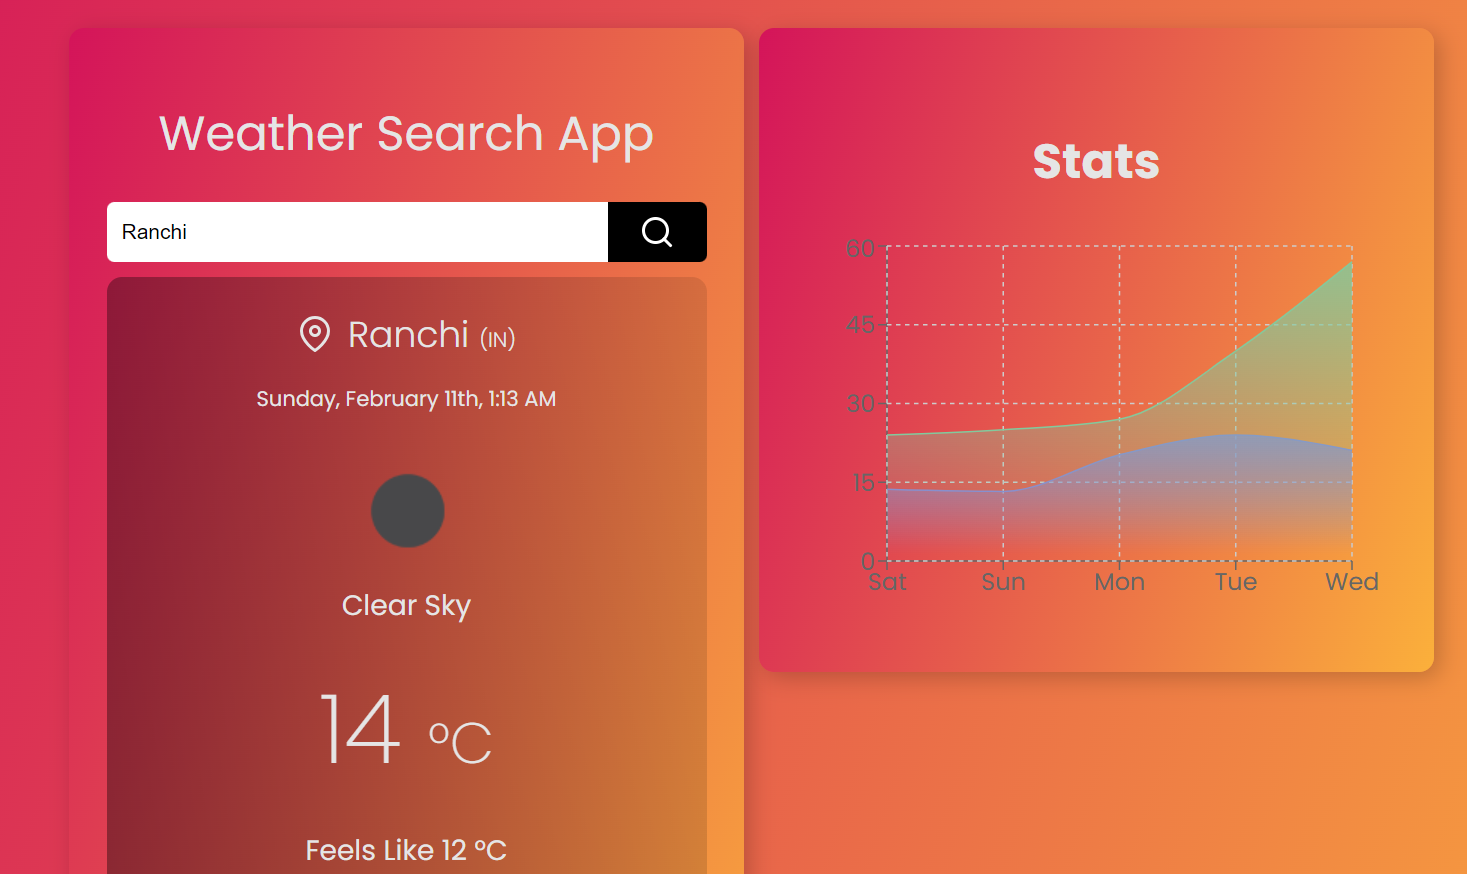 Weather Search App
Ranchi
Ranchi (IN)
Sunday, February 11th, 1:13 AM
Clear Sky
14 °C
Feels Like 12 °C
Stats
60
45
30
15
0
Sat Sun Mon Tue Wed